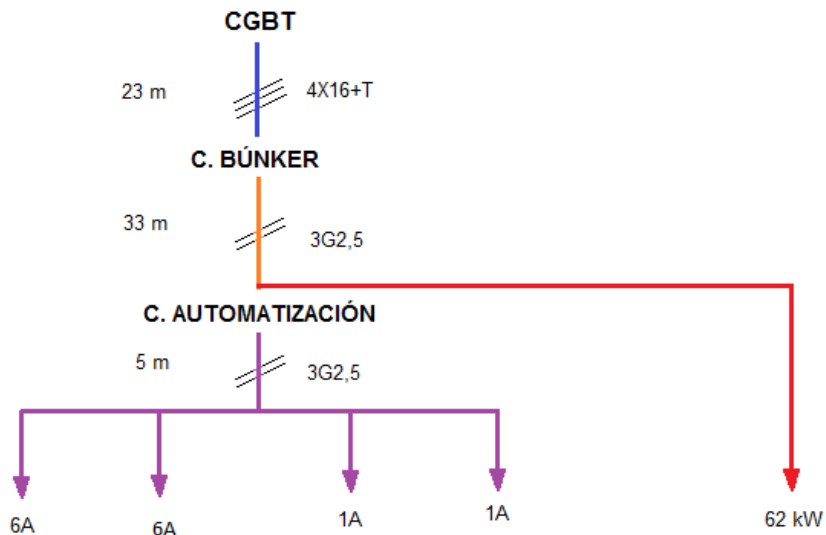 CGBT
23 m
4X16+T
C. BÚNKER
33 m
3G2,5
C. AUTOMATIZACIÓN
5 m
3G2,5
6A
6A
1A
1A
62 kW